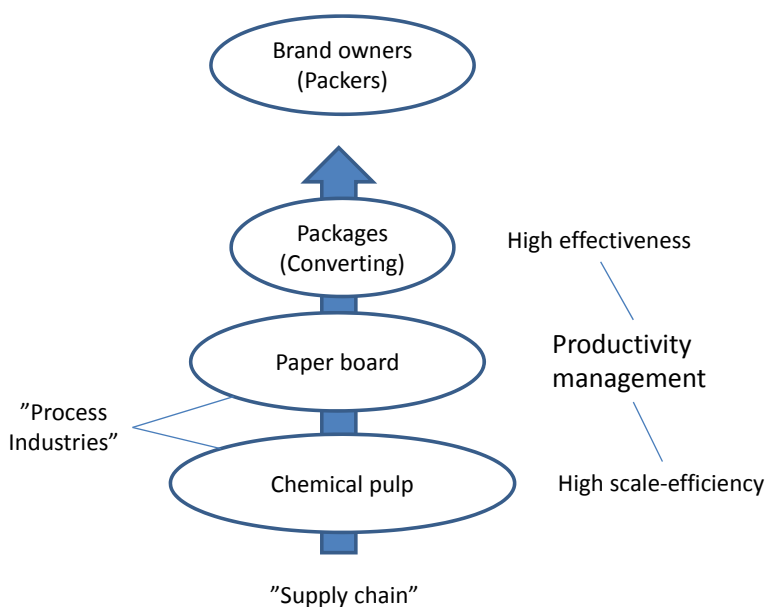 Brand owners
(Packers)
Packages
(Converting)
High effectiveness
Paper board
Productivity
management
”Process
Industries”
Chemical pulp
High scale-efficiency
”Supply chain”